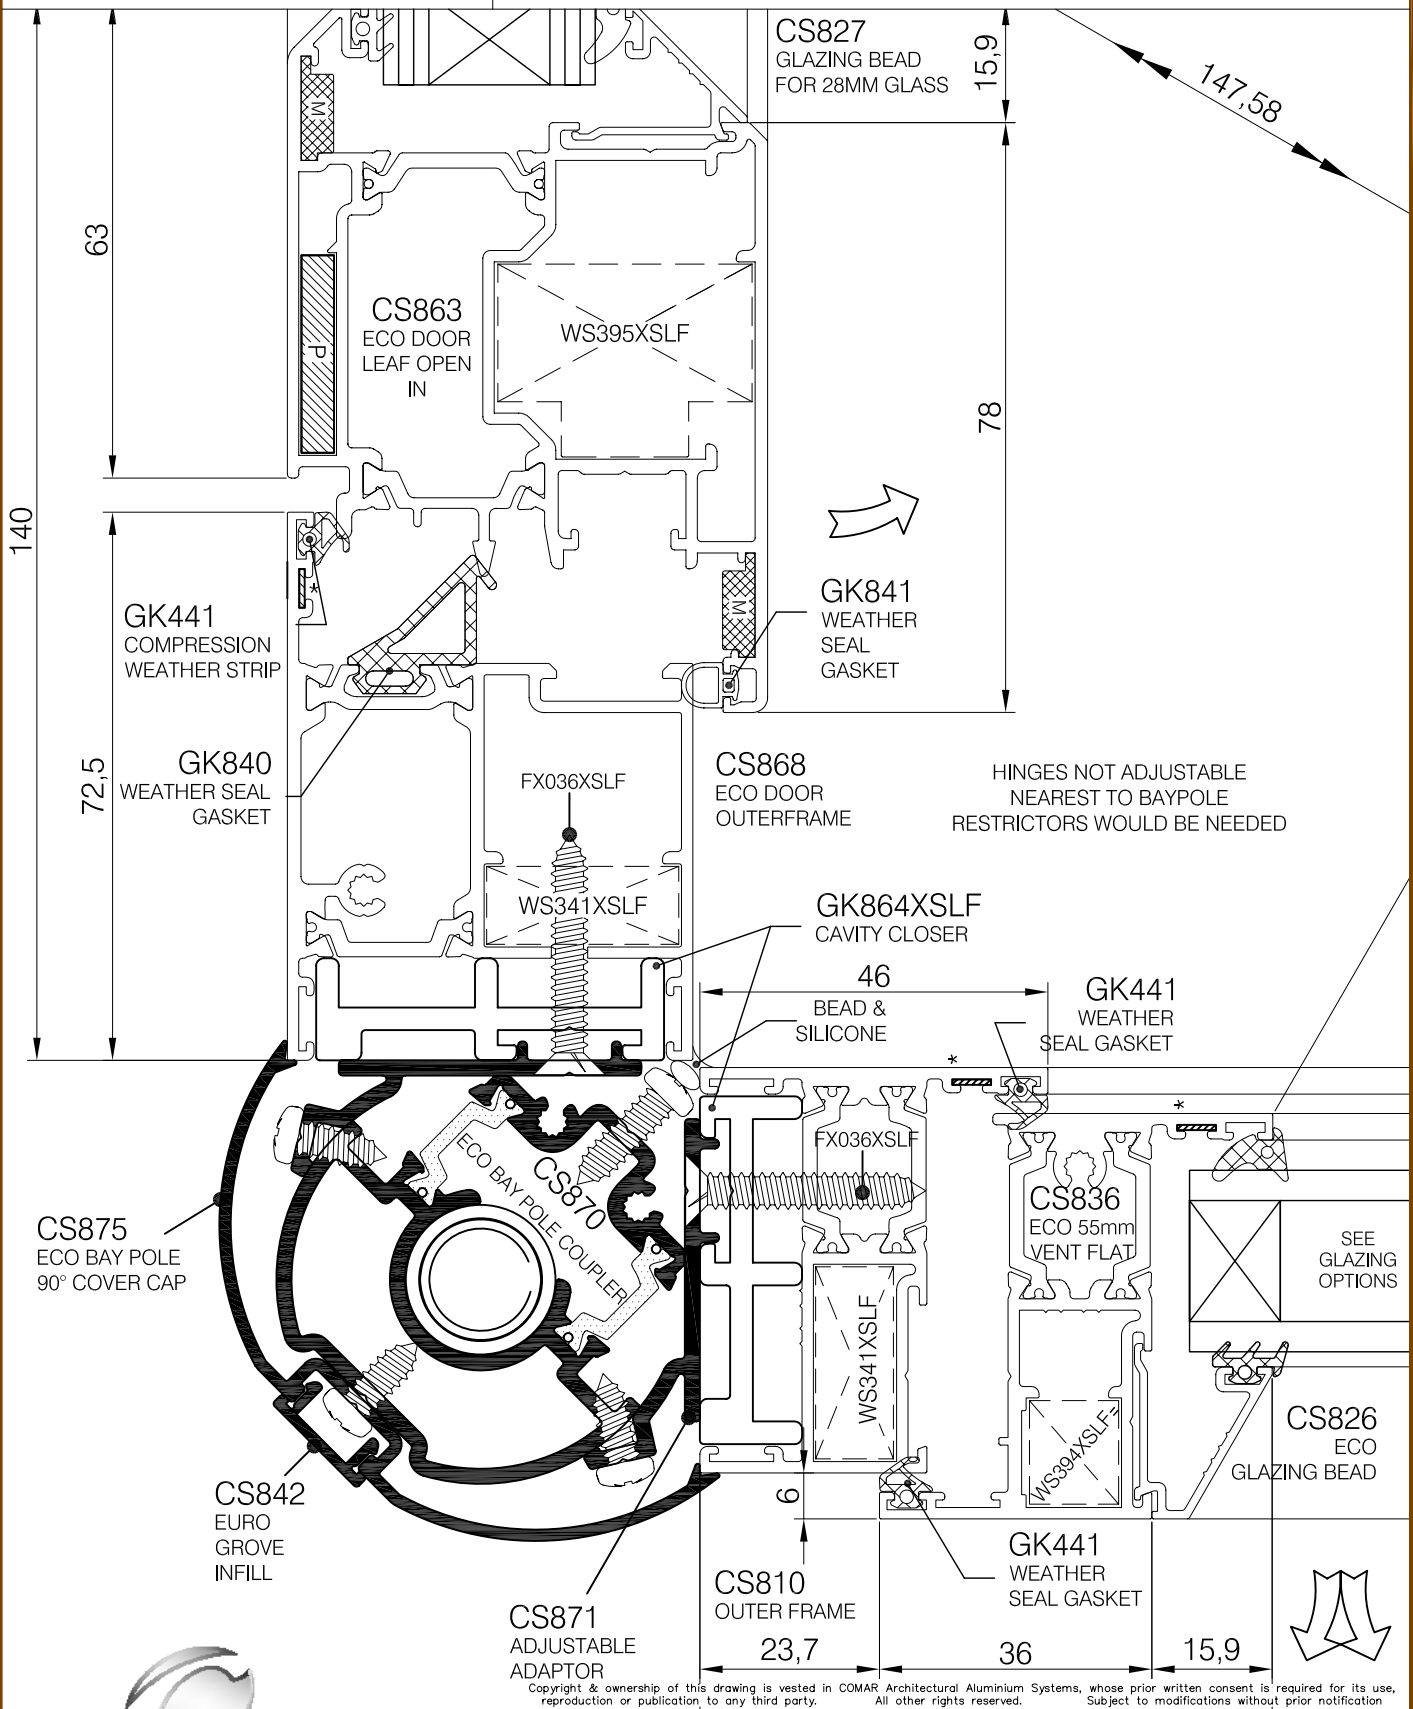 CS827
GLAZING BEAD
FOR 28MM GLASS
15,9
147,58
M
63
CS863
ECO DOOR
LEAF OPEN
IN
WS395XSLF
P
78
140
GK441
COMPRESSION
WEATHER STRIP
*
M
GK841
WEATHER
SEAL
GASKET
72,5
GK840
WEATHER SEAL
GASKET
FX036XSLF
CS868
ECO DOOR
OUTERFRAME
HINGES NOT ADJUSTABLE
NEAREST TO BAYPOLE
RESTRICTORS WOULD BE NEEDED
WS341XSLF
GK864XSLF
CAVITY CLOSER
46
BEAD &
SILICONE
GK441
WEATHER
SEAL GASKET
*
*
FX036XSLF
CS870
ECO BAY POLE COUPLER
CS875
ECO BAY POLE
90° COVER CAP
CS836
ECO 55mm
VENT FLAT
SEE
GLAZING
OPTIONS
WS341XSLF
WS394XSLF=
CS826
ECO
GLAZING BEAD
CS842
EURO
GROVE
INFILL
6
GK441
WEATHER
SEAL GASKET
CS810
OUTER FRAME
CS871
ADJUSTABLE
ADAPTOR
23,7
36
15,9
Copyright & ownership of this drawing is vested in COMAR Architectural Aluminium Systems, whose prior written consent is required for its use,
reproduction or publication to any third party. All other rights reserved. Subject to modifications without prior notification